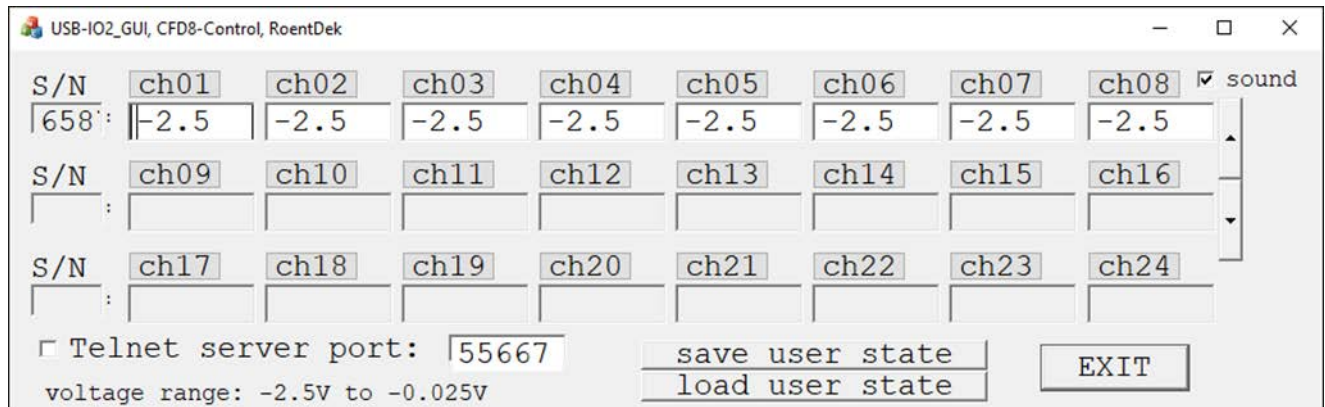 USB-IO2_GUI, CFD8-Control, RoentDek
S/N ch01 ch02 ch03 ch04 ch05 ch06 ch07 ch08 sound
: -2.5 -2.5 -2.5 -2.5 -2.5 -2.5 -2.5 -2.5
S/N ch09 ch10 ch11 ch12 ch13 ch14 ch15 ch16
:
S/N ch17 ch18 ch19 ch20 ch21 ch22 ch23 ch24
:
Telnet server port: 55667 save user state
load user state EXIT
voltage range: -2.5V to -0.025V